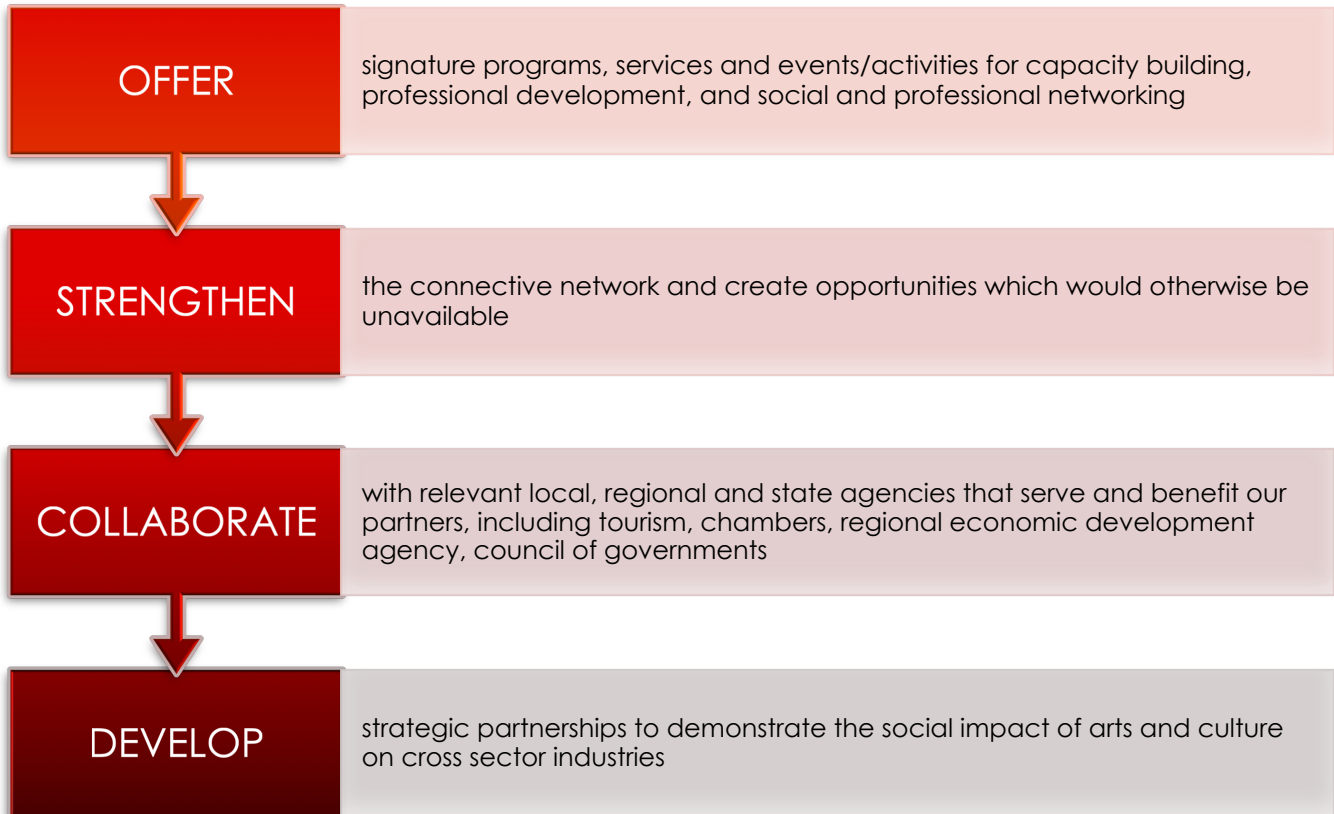 OFFER
signature programs, services and events/activities for capacity building,
professional development, and social and professional networking
STRENGTHEN
the connective network and create opportunities which would otherwise be
unavailable
COLLABORATE
with relevant local, regional and state agencies that serve and benefit our
partners, including tourism, chambers, regional economic development
agency, council of governments
DEVELOP
strategic partnerships to demonstrate the social impact of arts and culture
on cross sector industries